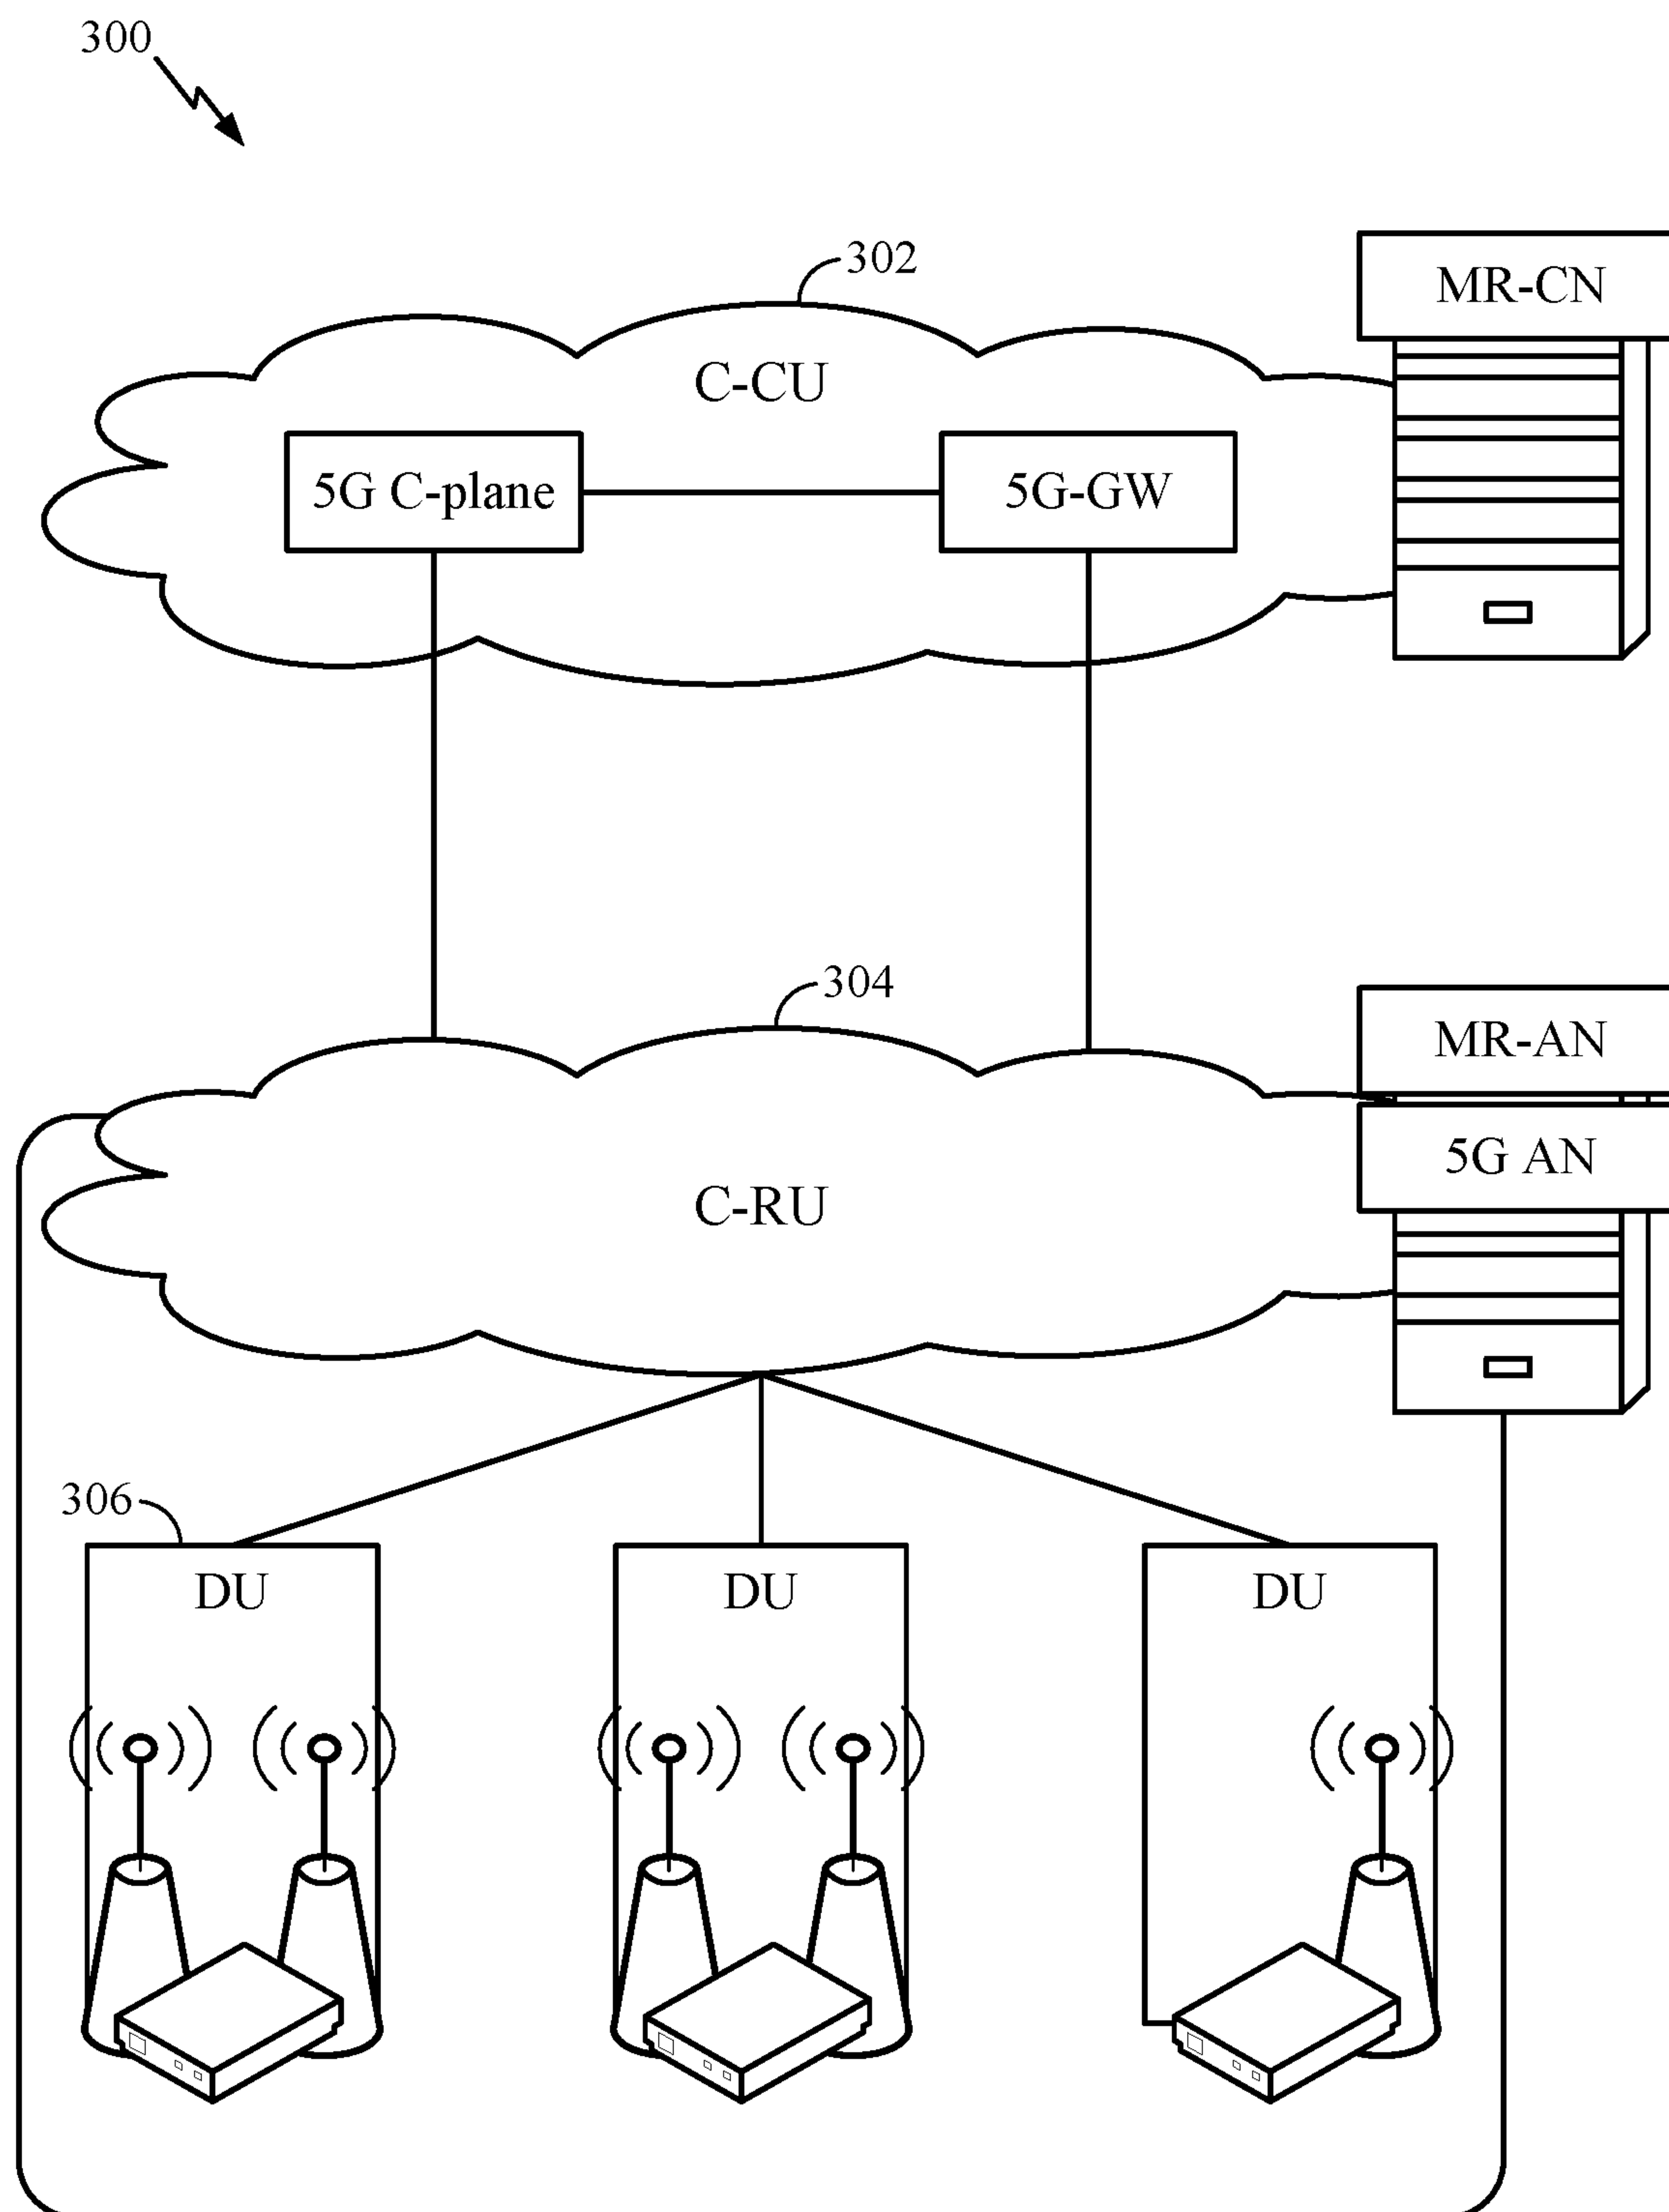 300
302
MR-CN
C-CU
5G C-plane
5G-GW
304
MR-AN
5G AN
C-RU
306
DU
DU
DU